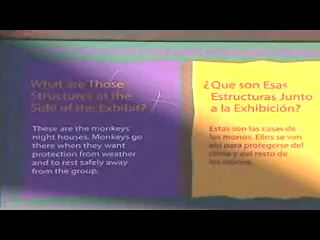 What are Those
Structures at the
Side of the Exhibit?
These are the monkeys'
night houses. Monkeys go
there when they want
protection from weather
and to rest safely away
from the group.
¿Que son Esas
Estructuras Junto
a la Exhibición?
Estas son las casas de
los monos. Ellos se van
ahi para protegerse del
clima y del resto de
los monos.